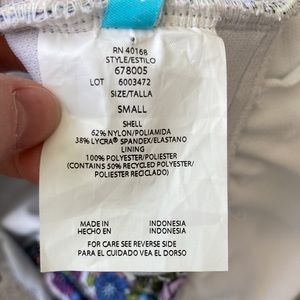 RN 40168
STYLE/ESTILO
678005
LOT 6003472
SIZE/TALLA
SMALL
SHELL
62% NYLON/POLIAMIDA
38% LYCRA® SPANDEX/ELASTANO
LINING
100% POLYESTER/POLIESTER
(CONTAINS 50% RECYCLED POLYESTER/
POLIESTER RECICLADO)
MADE IN INDONESIA
HECHO EN INDONESIA
FOR CARE SEE REVERSE SIDE
PARA EL CUIDADO VEA EL DORSO